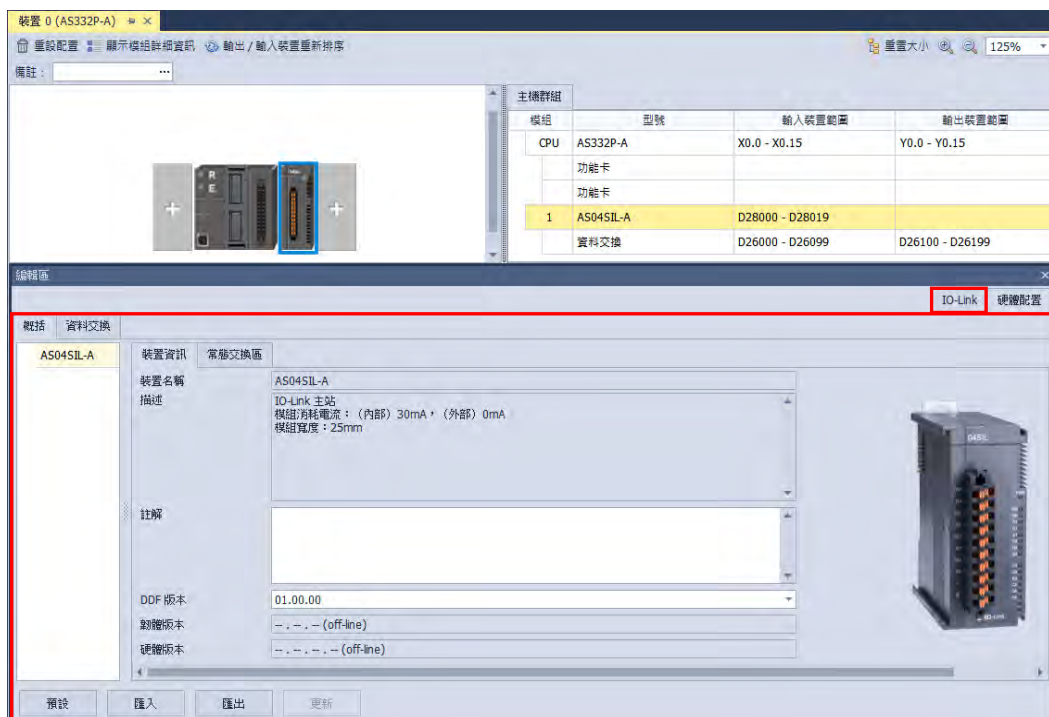 裝置 0 (AS332P-A)
重設配置 顯示模組詳細資訊 輸出 / 輸入裝置重新排序 重置大小 125%
備註： ...
主機群組
模組 型號 輸入裝置範圍 輸出裝置範圍
CPU AS332P-A X0.0 - X0.15 Y0.0 - Y0.15
功能卡
功能卡
1 AS04SIL-A D28000 - D28019
資料交換 D26000 - D26099 D26100 - D26199
編輯區
IO-Link 硬體配置
概括 資料交換
AS04SIL-A
裝置資訊 常態交換區
裝置名稱 AS04SIL-A
描述 IO-Link 主站
模組消耗電流：（內部）30mA，（外部）0mA
模組寬度：25mm
註解
DDF 版本 01.00.00
韌體版本 -- . -- . -- (off-line)
硬體版本 -- . -- . -- . -- (off-line)
04SIL
IO-Link
預設 匯入 匯出 更新